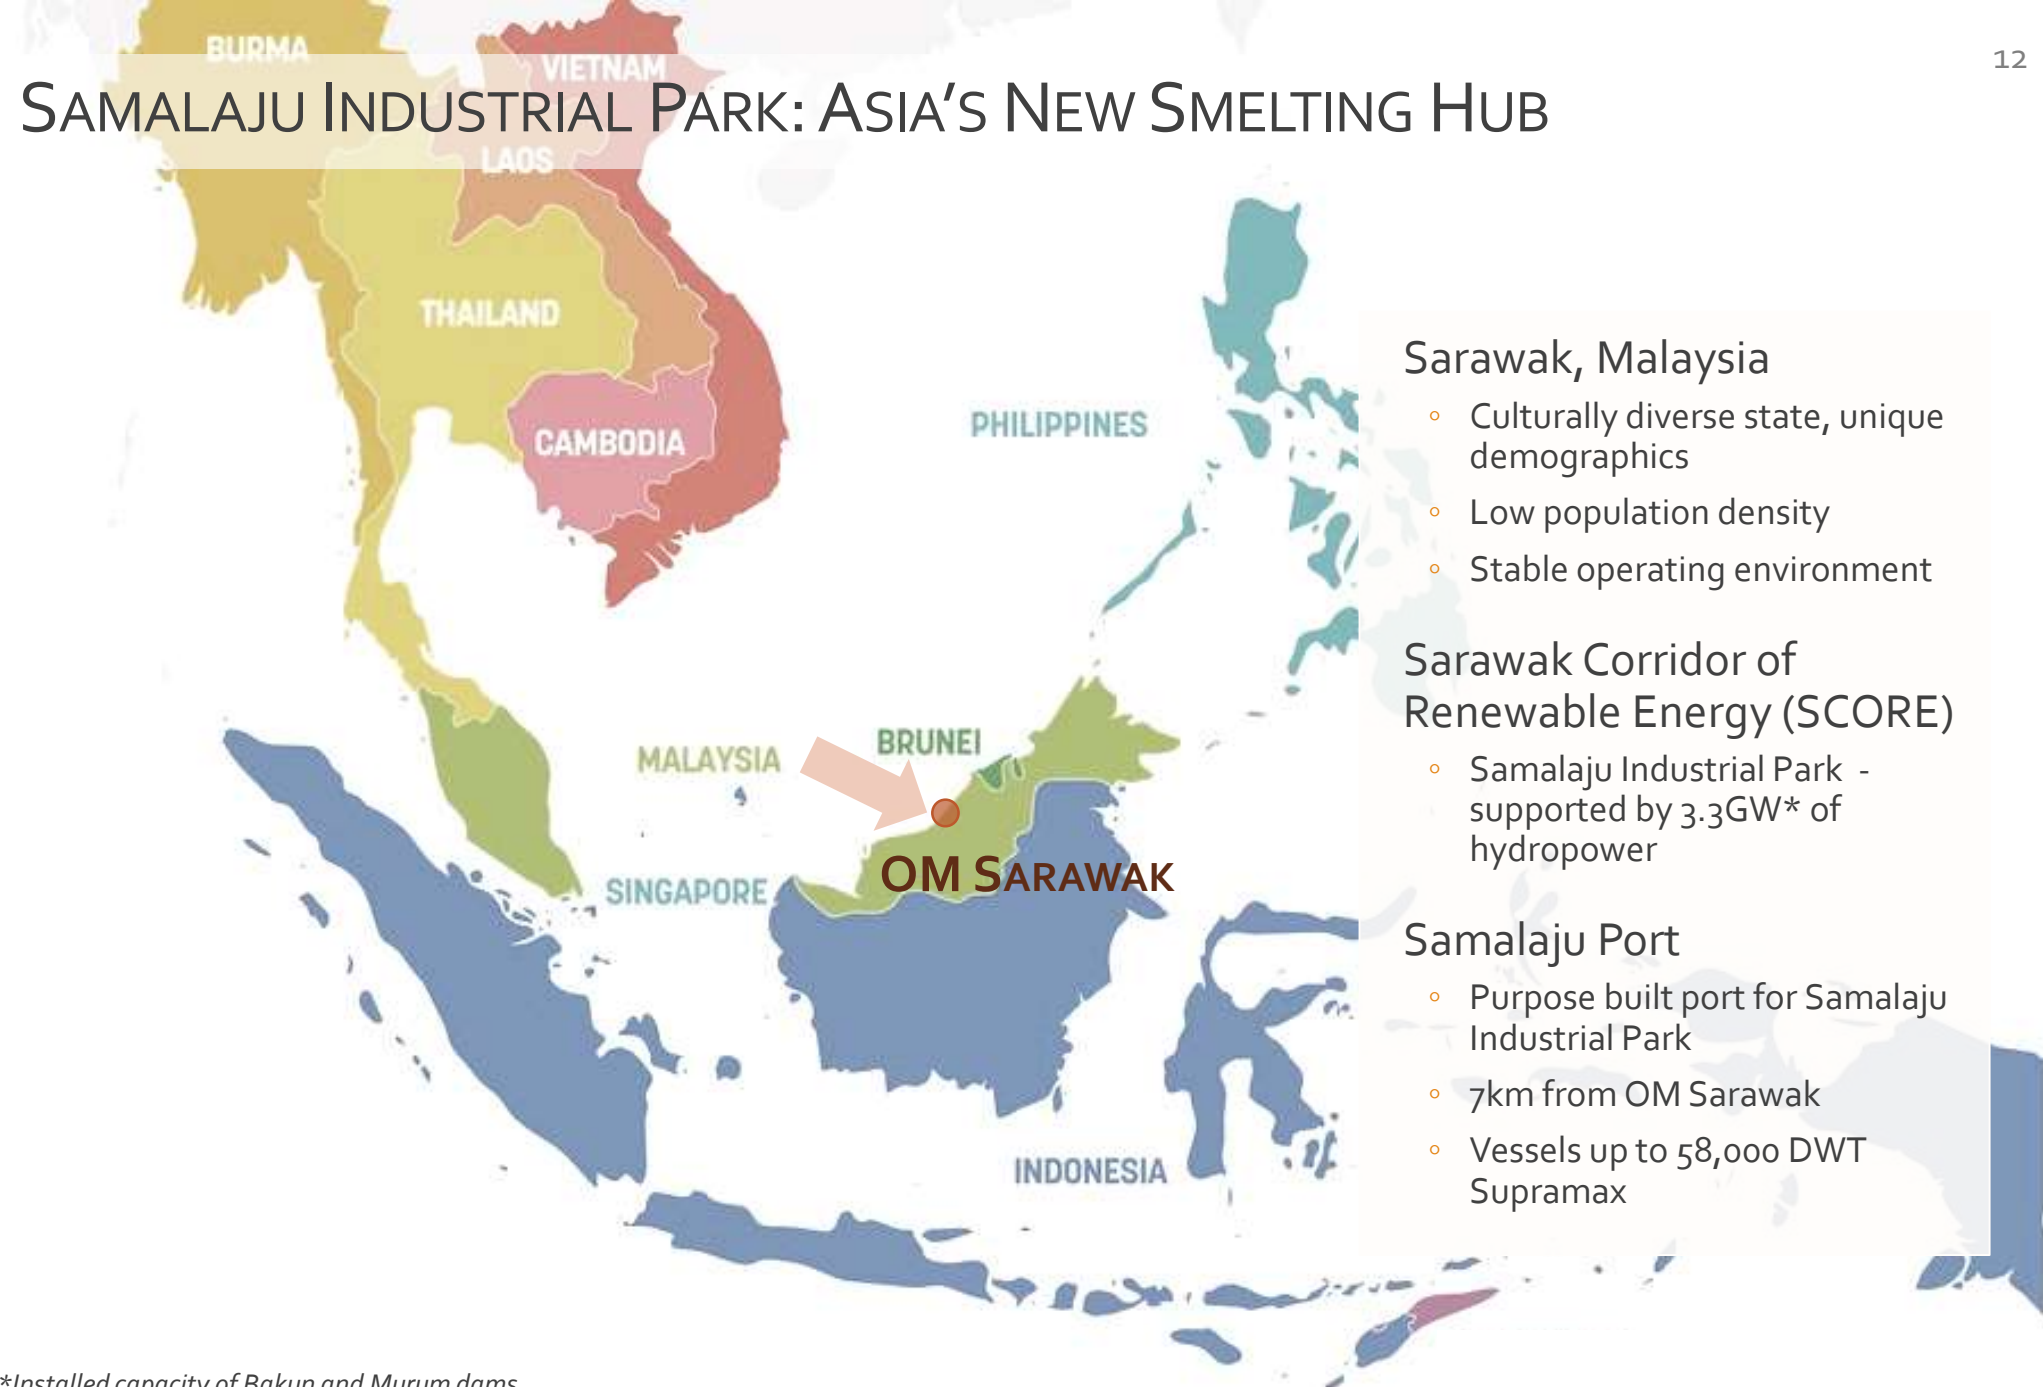 12
SAMALAJU INDUSTRIAL PARK: ASIA'S NEW SMELTING HUB
BURMA
VIETNAM
LAOS
THAILAND
CAMBODIA
PHILIPPINES
MALAYSIA
BRUNEI
SINGAPORE
OM SARAWAK
INDONESIA
Sarawak, Malaysia
◦ Culturally diverse state, unique
demographics
◦ Low population density
◦ Stable operating environment
Sarawak Corridor of
Renewable Energy (SCORE)
◦ Samalaju Industrial Park -
supported by 3.3GW* of
hydropower
Samalaju Port
◦ Purpose built port for Samalaju
Industrial Park
◦ 7km from OM Sarawak
◦ Vessels up to 58,000 DWT
Supramax
*Installed capacity of Bakun and Murum dams